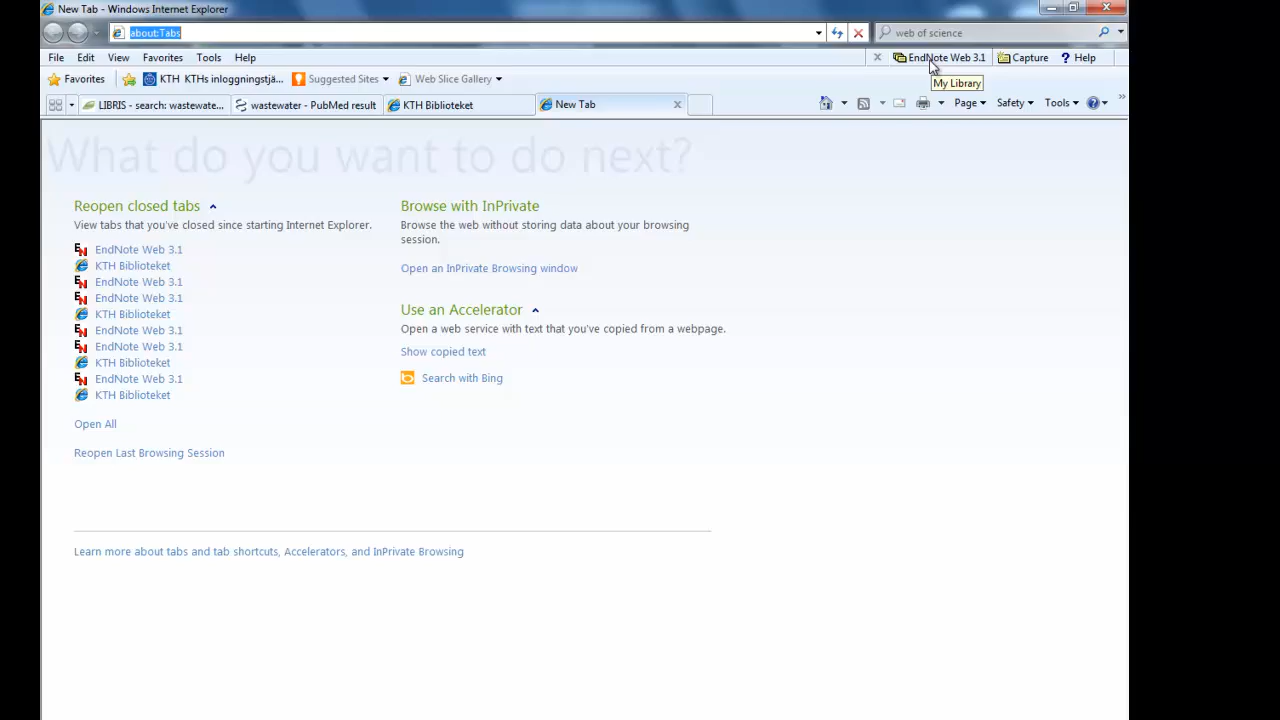 New Tab - Windows Internet Explorer
about:Tabs
web of science
File Edit View Favorites Tools Help
EndNote Web 3.1 Capture Help
Favorites KTH KTHs inloggningstjä... Suggested Sites Web Slice Gallery
My Library
LIBRIS - search: wastewate... wastewater - PubMed result KTH Biblioteket New Tab
Page Safety Tools
What do you want to do next?
Reopen closed tabs
View tabs that you've closed since starting Internet Explorer.
EndNote Web 3.1
KTH Biblioteket
EndNote Web 3.1
EndNote Web 3.1
KTH Biblioteket
EndNote Web 3.1
EndNote Web 3.1
KTH Biblioteket
EndNote Web 3.1
KTH Biblioteket
Open All
Reopen Last Browsing Session
Browse with InPrivate
Browse the web without storing data about your browsing
session.
Open an InPrivate Browsing window
Use an Accelerator
Open a web service with text that you've copied from a webpage.
Show copied text
Search with Bing
Learn more about tabs and tab shortcuts, Accelerators, and InPrivate Browsing